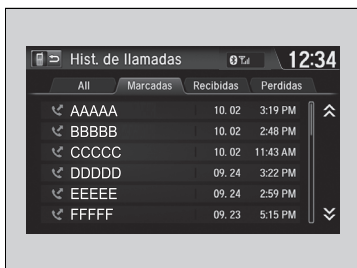 Hist. de llamadas 12:34
All Marcadas Recibidas Perdidas
AAAAA 10. 02 3:19 PM
BBBBB 10. 02 2:48 PM
CCCCC 10. 02 11:43 AM
DDDDD 09. 24 3:22 PM
EEEEE 09. 24 2:59 PM
FFFFF 09. 23 5:15 PM